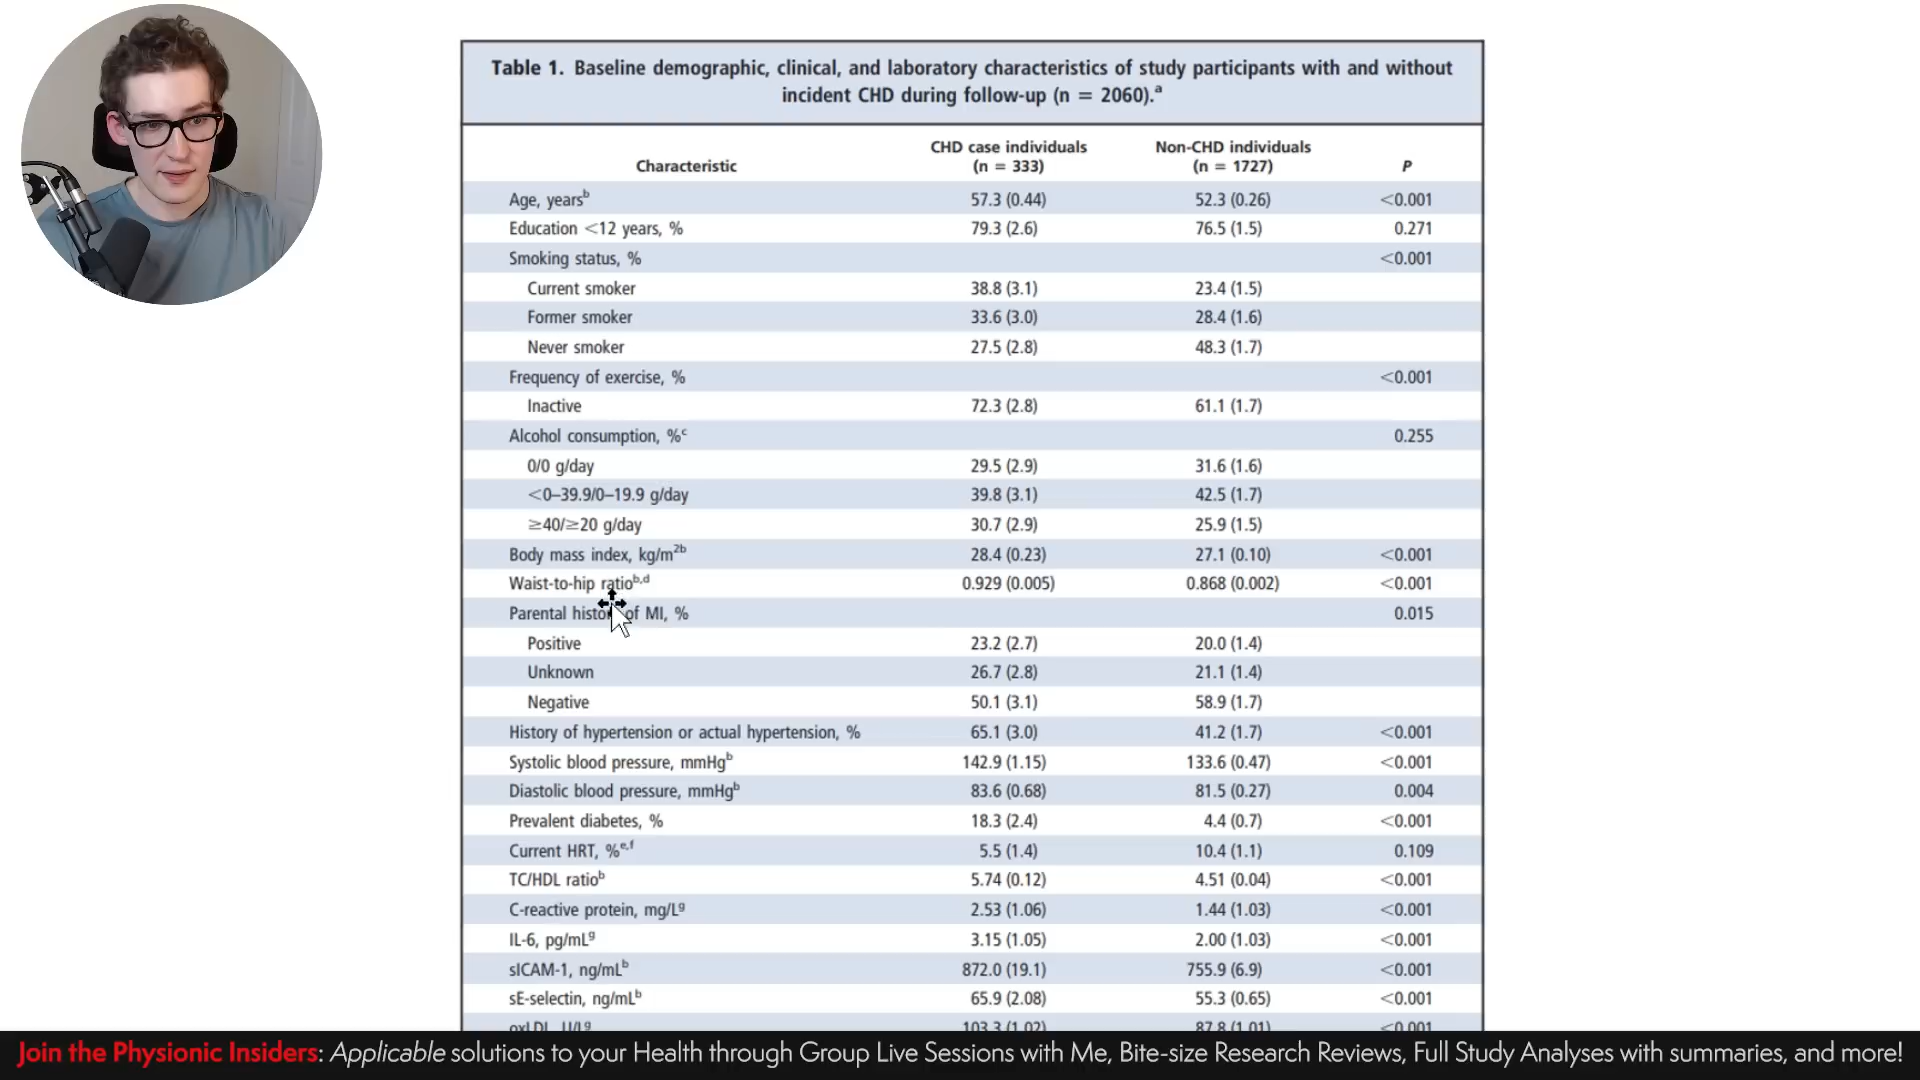 Table 1. Baseline demographic, clinical, and laboratory characteristics of study participants with and without
incident CHD during follow-up (n = 2060).a
Characteristic CHD case individuals (n = 333) Non-CHD individuals (n = 1727) P
Age, yearsb 57.3 (0.44) 52.3 (0.26) <0.001
Education <12 years, % 79.3 (2.6) 76.5 (1.5) 0.271
Smoking status, % <0.001
Current smoker 38.8 (3.1) 23.4 (1.5)
Former smoker 33.6 (3.0) 28.4 (1.6)
Never smoker 27.5 (2.8) 48.3 (1.7)
Frequency of exercise, % <0.001
Inactive 72.3 (2.8) 61.1 (1.7)
Alcohol consumption, %c 0.255
0/0 g/day 29.5 (2.9) 31.6 (1.6)
<0–39.9/0–19.9 g/day 39.8 (3.1) 42.5 (1.7)
≥40/≥20 g/day 30.7 (2.9) 25.9 (1.5)
Body mass index, kg/m2b 28.4 (0.23) 27.1 (0.10) <0.001
Waist-to-hip ratiob,d 0.929 (0.005) 0.868 (0.002) <0.001
Parental history of MI, % 0.015
Positive 23.2 (2.7) 20.0 (1.4)
Unknown 26.7 (2.8) 21.1 (1.4)
Negative 50.1 (3.1) 58.9 (1.7)
History of hypertension or actual hypertension, % 65.1 (3.0) 41.2 (1.7) <0.001
Systolic blood pressure, mmHgb 142.9 (1.15) 133.6 (0.47) <0.001
Diastolic blood pressure, mmHgb 83.6 (0.68) 81.5 (0.27) 0.004
Prevalent diabetes, % 18.3 (2.4) 4.4 (0.7) <0.001
Current HRT, %e,f 5.5 (1.4) 10.4 (1.1) 0.109
TC/HDL ratiob 5.74 (0.12) 4.51 (0.04) <0.001
C-reactive protein, mg/Lg 2.53 (1.06) 1.44 (1.03) <0.001
IL-6, pg/mLg 3.15 (1.05) 2.00 (1.03) <0.001
sICAM-1, ng/mLb 872.0 (19.1) 755.9 (6.9) <0.001
sE-selectin, ng/mLb 65.9 (2.08) 55.3 (0.65) <0.001
oxLDL, U/Lg 103.3 (1.02) 87.8 (1.01) <0.001
Join the Physionic Insiders: Applicable solutions to your Health through Group Live Sessions with Me, Bite-size Research Reviews, Full Study Analyses with summaries, and more!